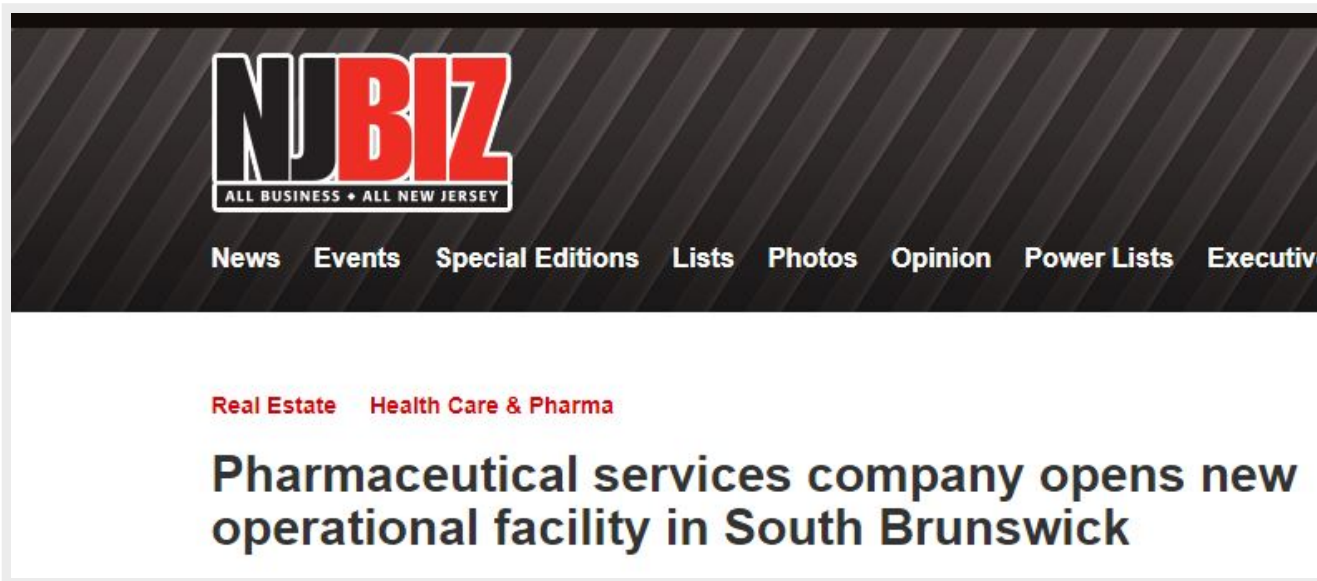 NJBIZ
ALL BUSINESS • ALL NEW JERSEY
News Events Special Editions Lists Photos Opinion Power Lists Executive
Real Estate Health Care & Pharma
Pharmaceutical services company opens new
operational facility in South Brunswick